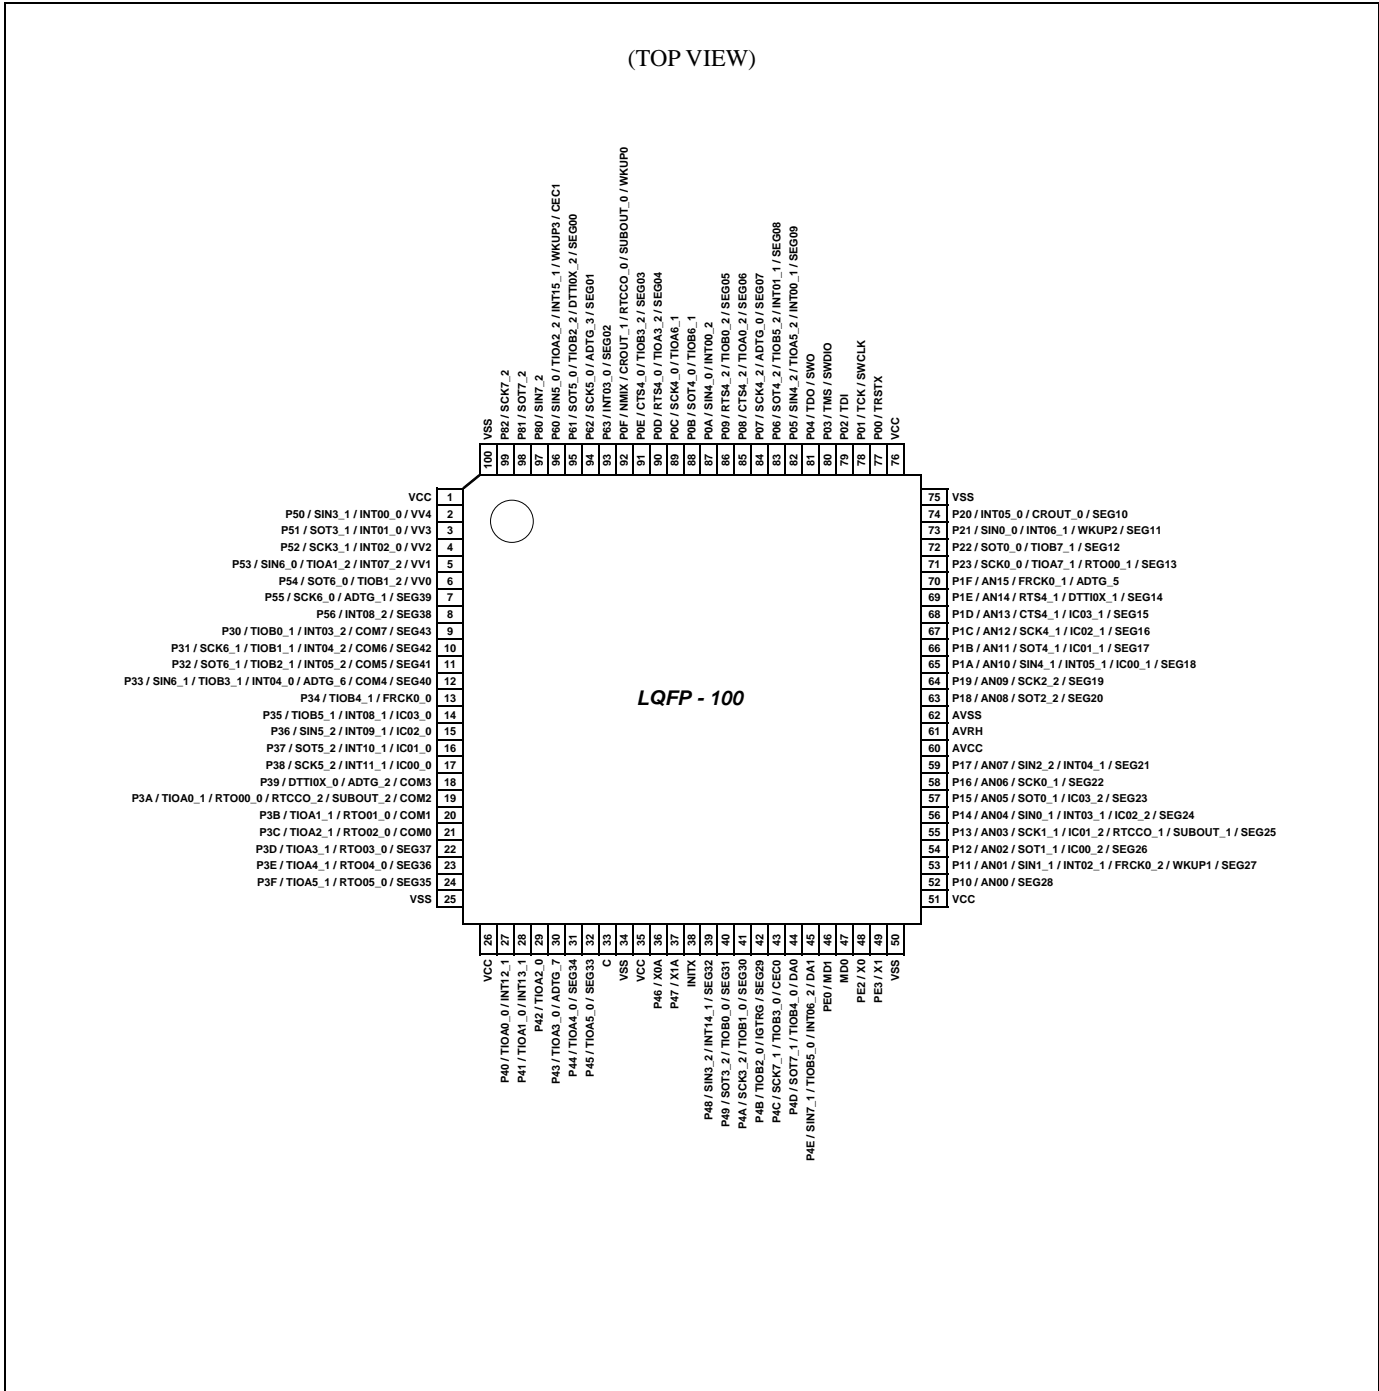 (TOP VIEW)
VSS
P82 / SCK7_2
P81 / SOT7_2
P80 / SIN7_2
P60 / SIN5_0 / TIOA2_2 / INT15_1 / WKUP3 / CEC1
P61 / SOT5_0 / TIOB2_2 / DTTI0X_2 / SEG00
P62 / SCK5_0 / ADTG_3 / SEG01
P63 / INT03_0 / SEG02
P0F / NMIX / CROUT_1 / RTCCO_0 / SUBOUT_0 / WKUP0
P0E / CTS4_0 / TIOB3_2 / SEG03
P0D / RTS4_0 / TIOA3_2 / SEG04
P0C / SCK4_0 / TIOA6_1
P0B / SOT4_0 / TIOB6_1
P0A / SIN4_0 / INT00_2
P09 / RTS4_2 / TIOB0_2 / SEG05
P08 / CTS4_2 / TIOA0_2 / SEG06
P07 / SCK4_2 / ADTG_0 / SEG07
P06 / SOT4_2 / TIOB5_2 / INT01_1 / SEG08
P05 / SIN4_2 / TIOA5_2 / INT00_1 / SEG09
P04 / TDO / SWO
P03 / TMS / SWDIO
P02 / TDI
P01 / TCK / SWCLK
P00 / TRSTX
VCC
100 99 98 97 96 95 94 93 92 91 90 89 88 87 86 85 84 83 82 81 80 79 78 77 76
VCC 1
P50 / SIN3_1 / INT00_0 / VV4 2
P51 / SOT3_1 / INT01_0 / VV3 3
P52 / SCK3_1 / INT02_0 / VV2 4
P53 / SIN6_0 / TIOA1_2 / INT07_2 / VV1 5
P54 / SOT6_0 / TIOB1_2 / VV0 6
P55 / SCK6_0 / ADTG_1 / SEG39 7
P56 / INT08_2 / SEG38 8
P30 / TIOB0_1 / INT03_2 / COM7 / SEG43 9
P31 / SCK6_1 / TIOB1_1 / INT04_2 / COM6 / SEG42 10
P32 / SOT6_1 / TIOB2_1 / INT05_2 / COM5 / SEG41 11
P33 / SIN6_1 / TIOB3_1 / INT04_0 / ADTG_6 / COM4 / SEG40 12
P34 / TIOB4_1 / FRCK0_0 13
P35 / TIOB5_1 / INT08_1 / IC03_0 14
P36 / SIN5_2 / INT09_1 / IC02_0 15
P37 / SOT5_2 / INT10_1 / IC01_0 16
P38 / SCK5_2 / INT11_1 / IC00_0 17
P39 / DTTI0X_0 / ADTG_2 / COM3 18
P3A / TIOA0_1 / RTO00_0 / RTCCO_2 / SUBOUT_2 / COM2 19
P3B / TIOA1_1 / RTO01_0 / COM1 20
P3C / TIOA2_1 / RTO02_0 / COM0 21
P3D / TIOA3_1 / RTO03_0 / SEG37 22
P3E / TIOA4_1 / RTO04_0 / SEG36 23
P3F / TIOA5_1 / RTO05_0 / SEG35 24
VSS 25
LQFP - 100
75 VSS
74 P20 / INT05_0 / CROUT_0 / SEG10
73 P21 / SIN0_0 / INT06_1 / WKUP2 / SEG11
72 P22 / SOT0_0 / TIOB7_1 / SEG12
71 P23 / SCK0_0 / TIOA7_1 / RTO00_1 / SEG13
70 P1F / AN15 / FRCK0_1 / ADTG_5
69 P1E / AN14 / RTS4_1 / DTTI0X_1 / SEG14
68 P1D / AN13 / CTS4_1 / IC03_1 / SEG15
67 P1C / AN12 / SCK4_1 / IC02_1 / SEG16
66 P1B / AN11 / SOT4_1 / IC01_1 / SEG17
65 P1A / AN10 / SIN4_1 / INT05_1 / IC00_1 / SEG18
64 P19 / AN09 / SCK2_2 / SEG19
63 P18 / AN08 / SOT2_2 / SEG20
62 AVSS
61 AVRH
60 AVCC
59 P17 / AN07 / SIN2_2 / INT04_1 / SEG21
58 P16 / AN06 / SCK0_1 / SEG22
57 P15 / AN05 / SOT0_1 / IC03_2 / SEG23
56 P14 / AN04 / SIN0_1 / INT03_1 / IC02_2 / SEG24
55 P13 / AN03 / SCK1_1 / IC01_2 / RTCCO_1 / SUBOUT_1 / SEG25
54 P12 / AN02 / SOT1_1 / IC00_2 / SEG26
53 P11 / AN01 / SIN1_1 / INT02_1 / FRCK0_2 / WKUP1 / SEG27
52 P10 / AN00 / SEG28
51 VCC
26 27 28 29 30 31 32 33 34 35 36 37 38 39 40 41 42 43 44 45 46 47 48 49 50
VCC
P40 / TIOA0_0 / INT12_1
P41 / TIOA1_0 / INT13_1
P42 / TIOA2_0
P43 / TIOA3_0 / ADTG_7
P44 / TIOA4_0 / SEG34
P45 / TIOA5_0 / SEG33
C
VSS
VCC
P46 / X0A
P47 / X1A
INITX
P48 / SIN3_2 / INT14_1 / SEG32
P49 / SOT3_2 / TIOB0_0 / SEG31
P4A / SCK3_2 / TIOB1_0 / SEG30
P4B / TIOB2_0 / IGTRG / SEG29
P4C / SCK7_1 / TIOB3_0 / CEC0
P4D / SOT7_1 / TIOB4_0 / DA0
P4E / SIN7_1 / TIOB5_0 / INT06_2 / DA1
PE0 / MD1
MD0
PE2 / X0
PE3 / X1
VSS